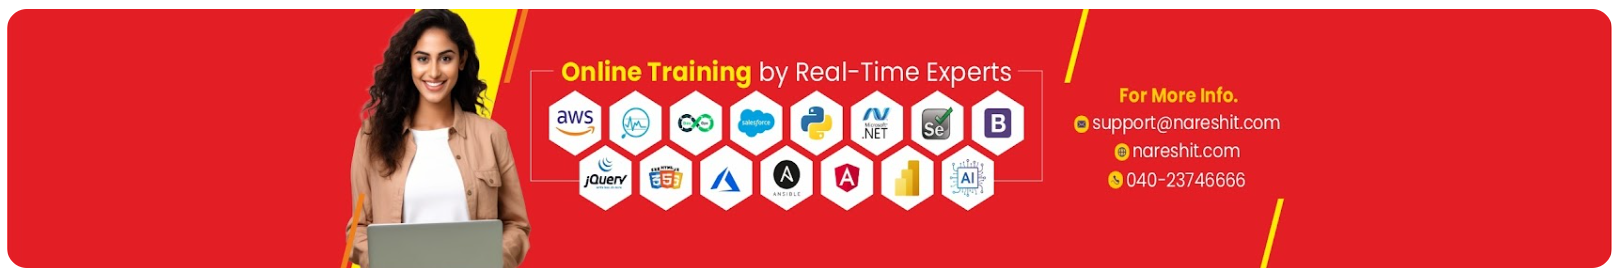 Online Training by Real-Time Experts
aws
salesforce
Microsoft
.NET
Se
B
jQuery
HTML
5
ANSIBLE
A
AI
For More Info.
support@nareshit.com
nareshit.com
040-23746666